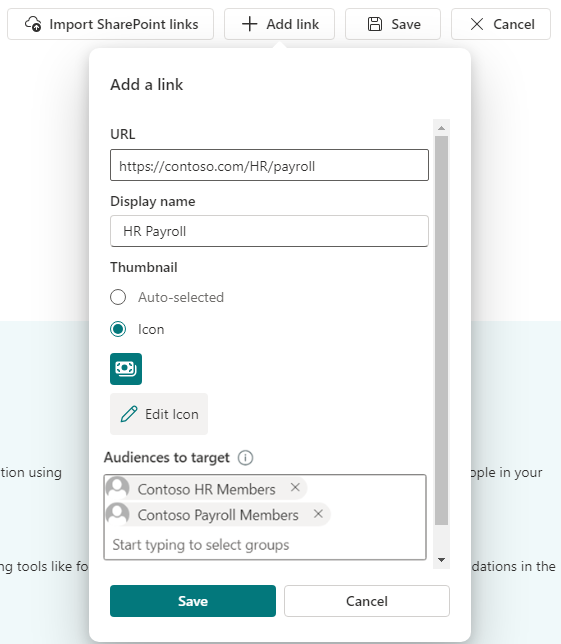 Import SharePoint links
Add link
Save
Cancel
Add a link
URL
https://contoso.com/HR/payroll
Display name
HR Payroll
Thumbnail
Auto-selected
Icon
Edit Icon
Audiences to target
tion using
ople in your
Contoso HR Members
Contoso Payroll Members
Start typing to select groups
ng tools like fo
dations in the
Save
Cancel